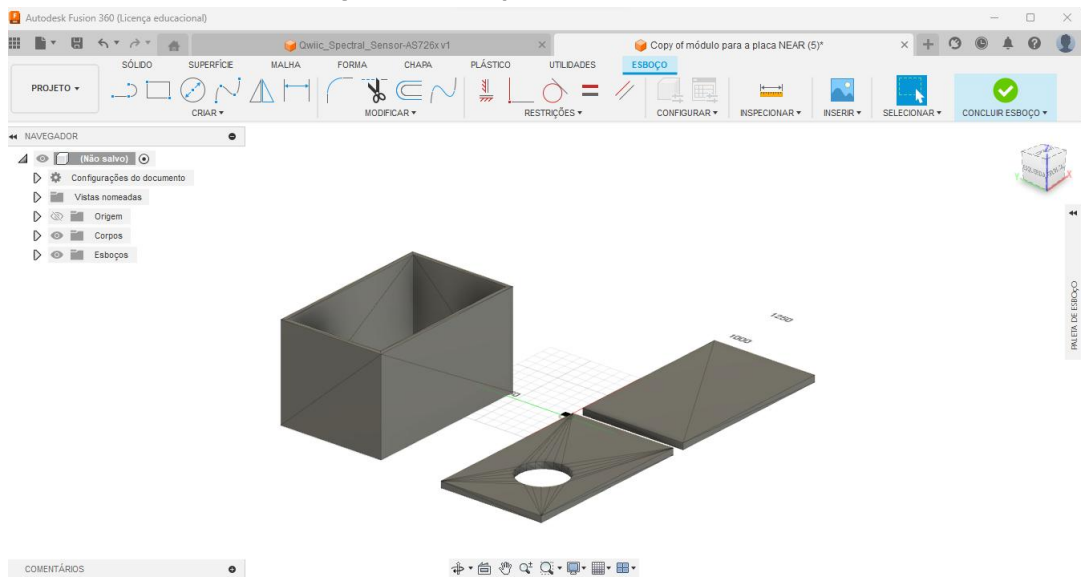 Autodesk Fusion 360 (Licença educacional)
Qwiic_Spectral_Sensor-AS726x v1
Copy of módulo para a placa NEAR (5)*
SÓLIDO SUPERFÍCIE MALHA FORMA CHAPA PLÁSTICO UTILIDADES ESBOÇO
PROJETO
CRIAR MODIFICAR RESTRIÇÕES CONFIGURAR INSPECIONAR INSERIR SELECIONAR CONCLUIR ESBOÇO
NAVEGADOR
(Não salvo)
Configurações do documento
Vistas nomeadas
Origem
Corpos
Esboços
1250
1000
PALETA DE ESBOÇO
COMENTÁRIOS